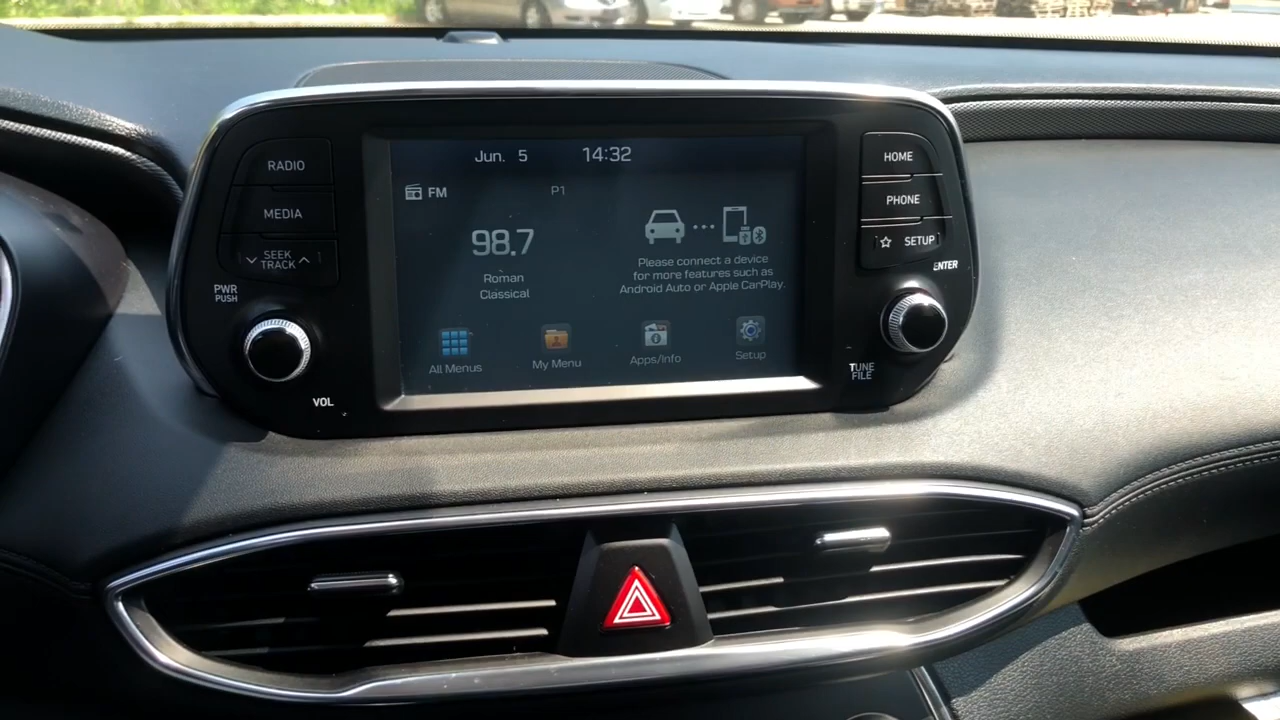 RADIO
MEDIA
SEEK
TRACK
PWR
PUSH
VOL
Jun. 5 14:32
FM P1
98.7
Roman
Classical
Please connect a device
for more features such as
Android Auto or Apple CarPlay.
All Menus
My Menu
Apps/Info
Setup
HOME
PHONE
SETUP
ENTER
TUNE
FILE